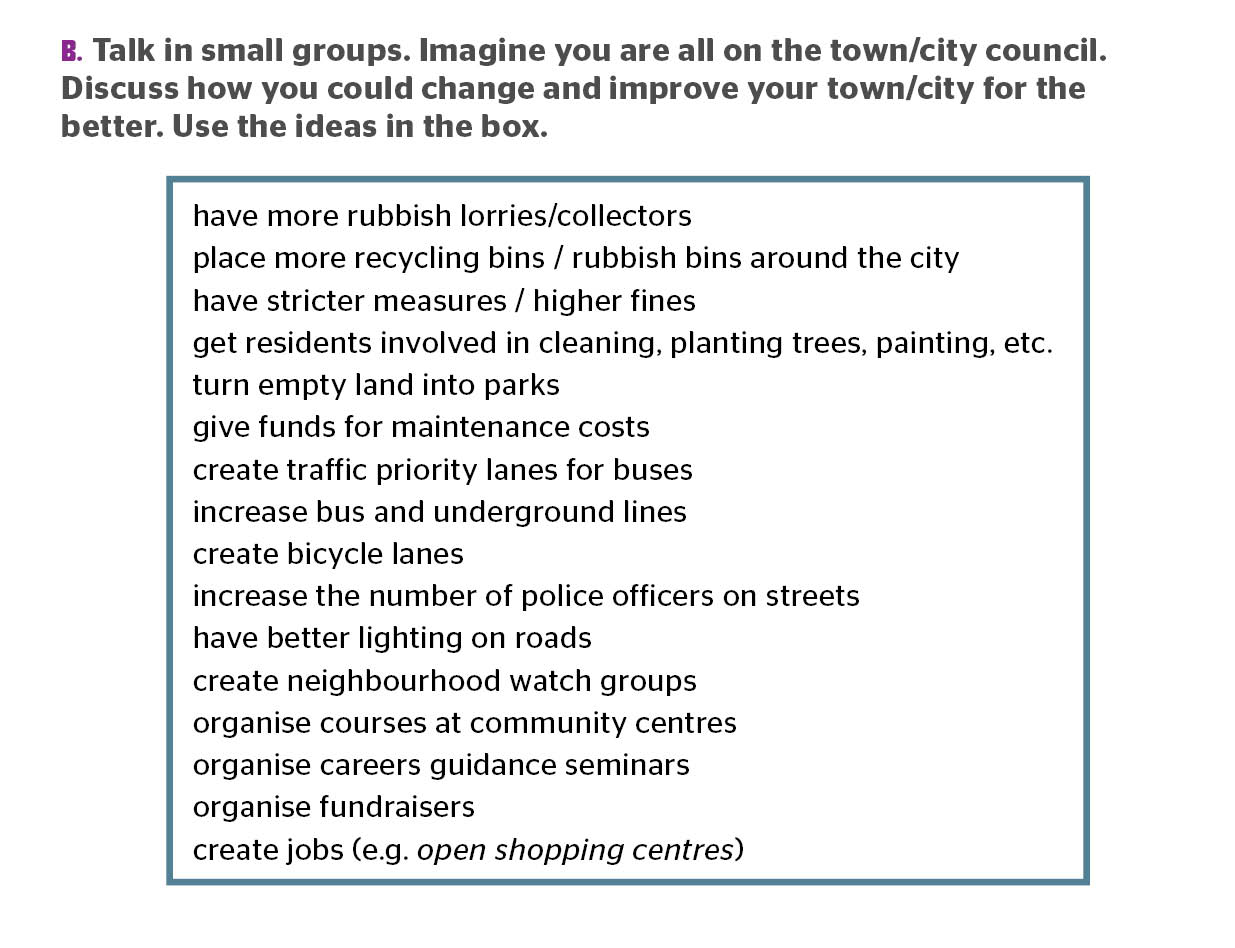 B. Talk in small groups. Imagine you are all on the town/city council.
Discuss how you could change and improve your town/city for the
better. Use the ideas in the box.
have more rubbish lorries/collectors
place more recycling bins / rubbish bins around the city
have stricter measures / higher fines
get residents involved in cleaning, planting trees, painting, etc.
turn empty land into parks
give funds for maintenance costs
create traffic priority lanes for buses
increase bus and underground lines
create bicycle lanes
increase the number of police officers on streets
have better lighting on roads
create neighbourhood watch groups
organise courses at community centres
organise careers guidance seminars
organise fundraisers
create jobs (e.g. open shopping centres)